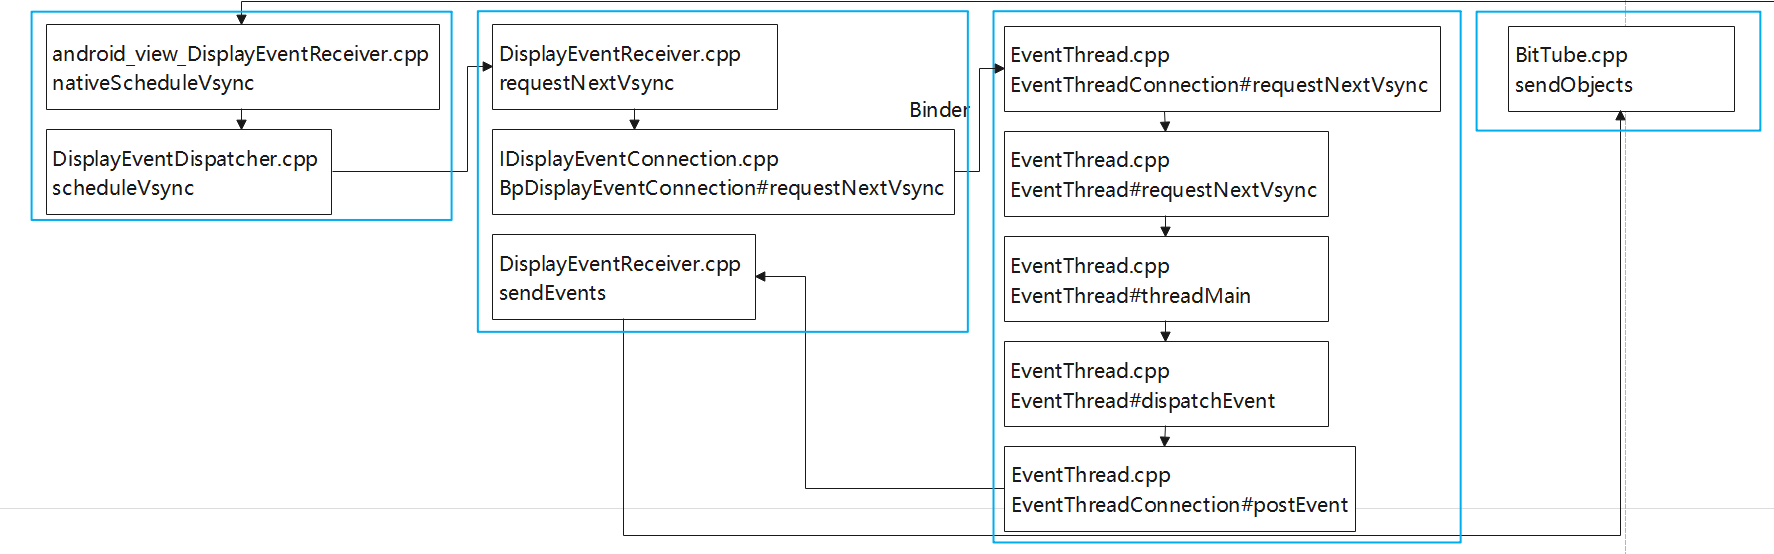 android_view_DisplayEventReceiver.cpp
nativeScheduleVsync
DisplayEventDispatcher.cpp
scheduleVsync
DisplayEventReceiver.cpp
requestNextVsync
Binder
IDisplayEventConnection.cpp
BpDisplayEventConnection#requestNextVsync
DisplayEventReceiver.cpp
sendEvents
EventThread.cpp
EventThreadConnection#requestNextVsync
EventThread.cpp
EventThread#requestNextVsync
EventThread.cpp
EventThread#threadMain
EventThread.cpp
EventThread#dispatchEvent
EventThread.cpp
EventThreadConnection#postEvent
BitTube.cpp
sendObjects